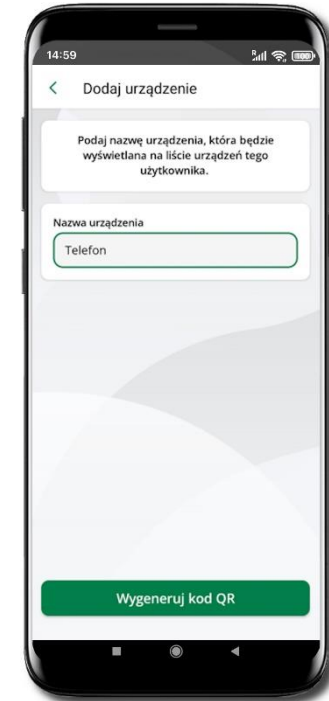 14:59
Dodaj urządzenie
Podaj nazwę urządzenia, która będzie
wyświetlana na liście urządzeń tego
użytkownika.
Nazwa urządzenia
Telefon
Wygeneruj kod QR